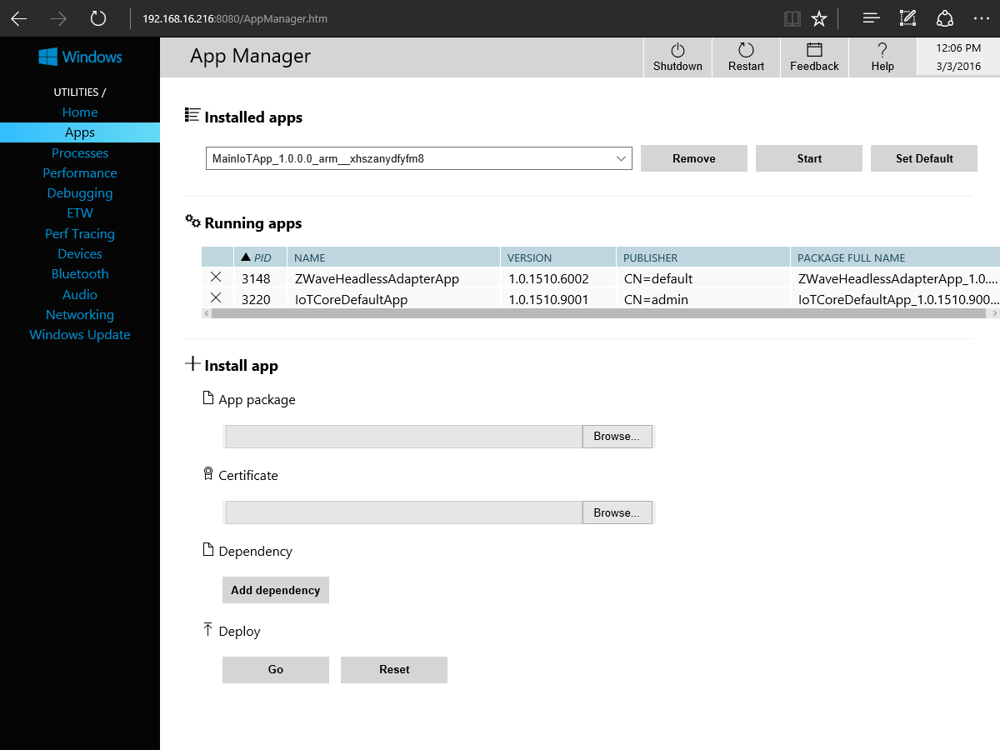 192.168.16.216:8080/AppManager.htm
Windows
App Manager
Shutdown
Restart
Feedback
Help
12:06 PM
3/3/2016
UTILITIES /
Home
Apps
Processes
Performance
Debugging
ETW
Perf Tracing
Devices
Bluetooth
Audio
Networking
Windows Update
Installed apps
MainIoTApp_1.0.0.0_arm__xhszanydfyfm8
Remove
Start
Set Default
Running apps
PID NAME VERSION PUBLISHER PACKAGE FULL NAME
3148 ZWaveHeadlessAdapterApp 1.0.1510.6002 CN=default ZWaveHeadlessAdapterApp_1.0....
3220 IoTCoreDefaultApp 1.0.1510.9001 CN=admin IoTCoreDefaultApp_1.0.1510.900...
Install app
App package
Browse...
Certificate
Browse...
Dependency
Add dependency
Deploy
Go
Reset